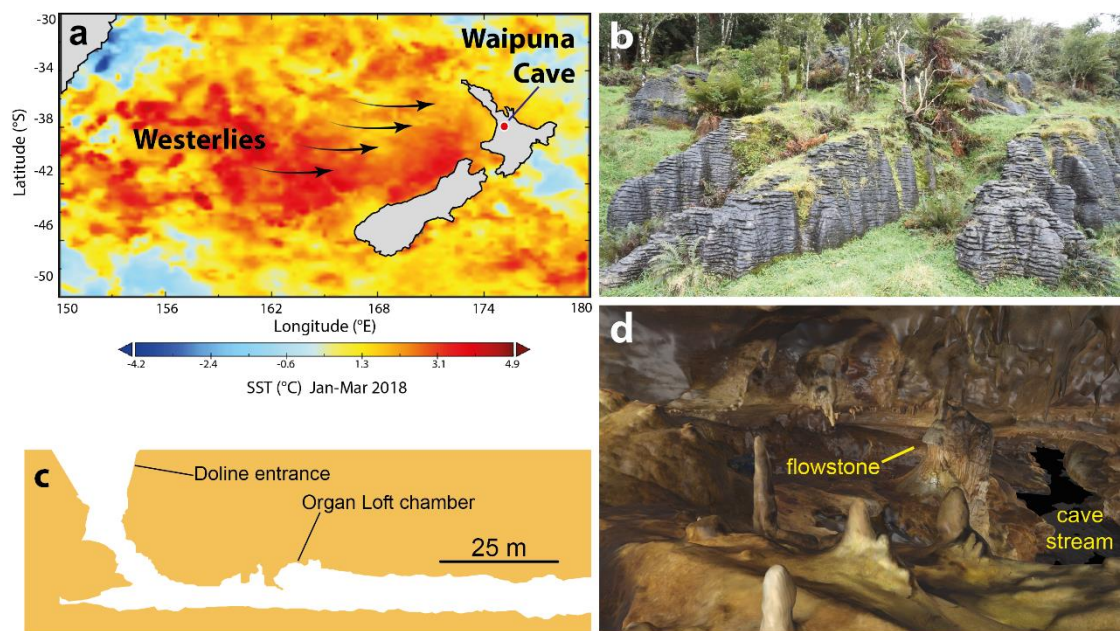 a
Waipuna
Cave
Westerlies
Latitude (°S)
-30
-34
-38
-42
-46
-50
150
156
162
168
174
180
Longitude (°E)
-4.2
-2.4
-0.6
1.3
3.1
4.9
SST (°C) Jan-Mar 2018
b
c
Doline entrance
Organ Loft chamber
25 m
d
flowstone
cave
stream